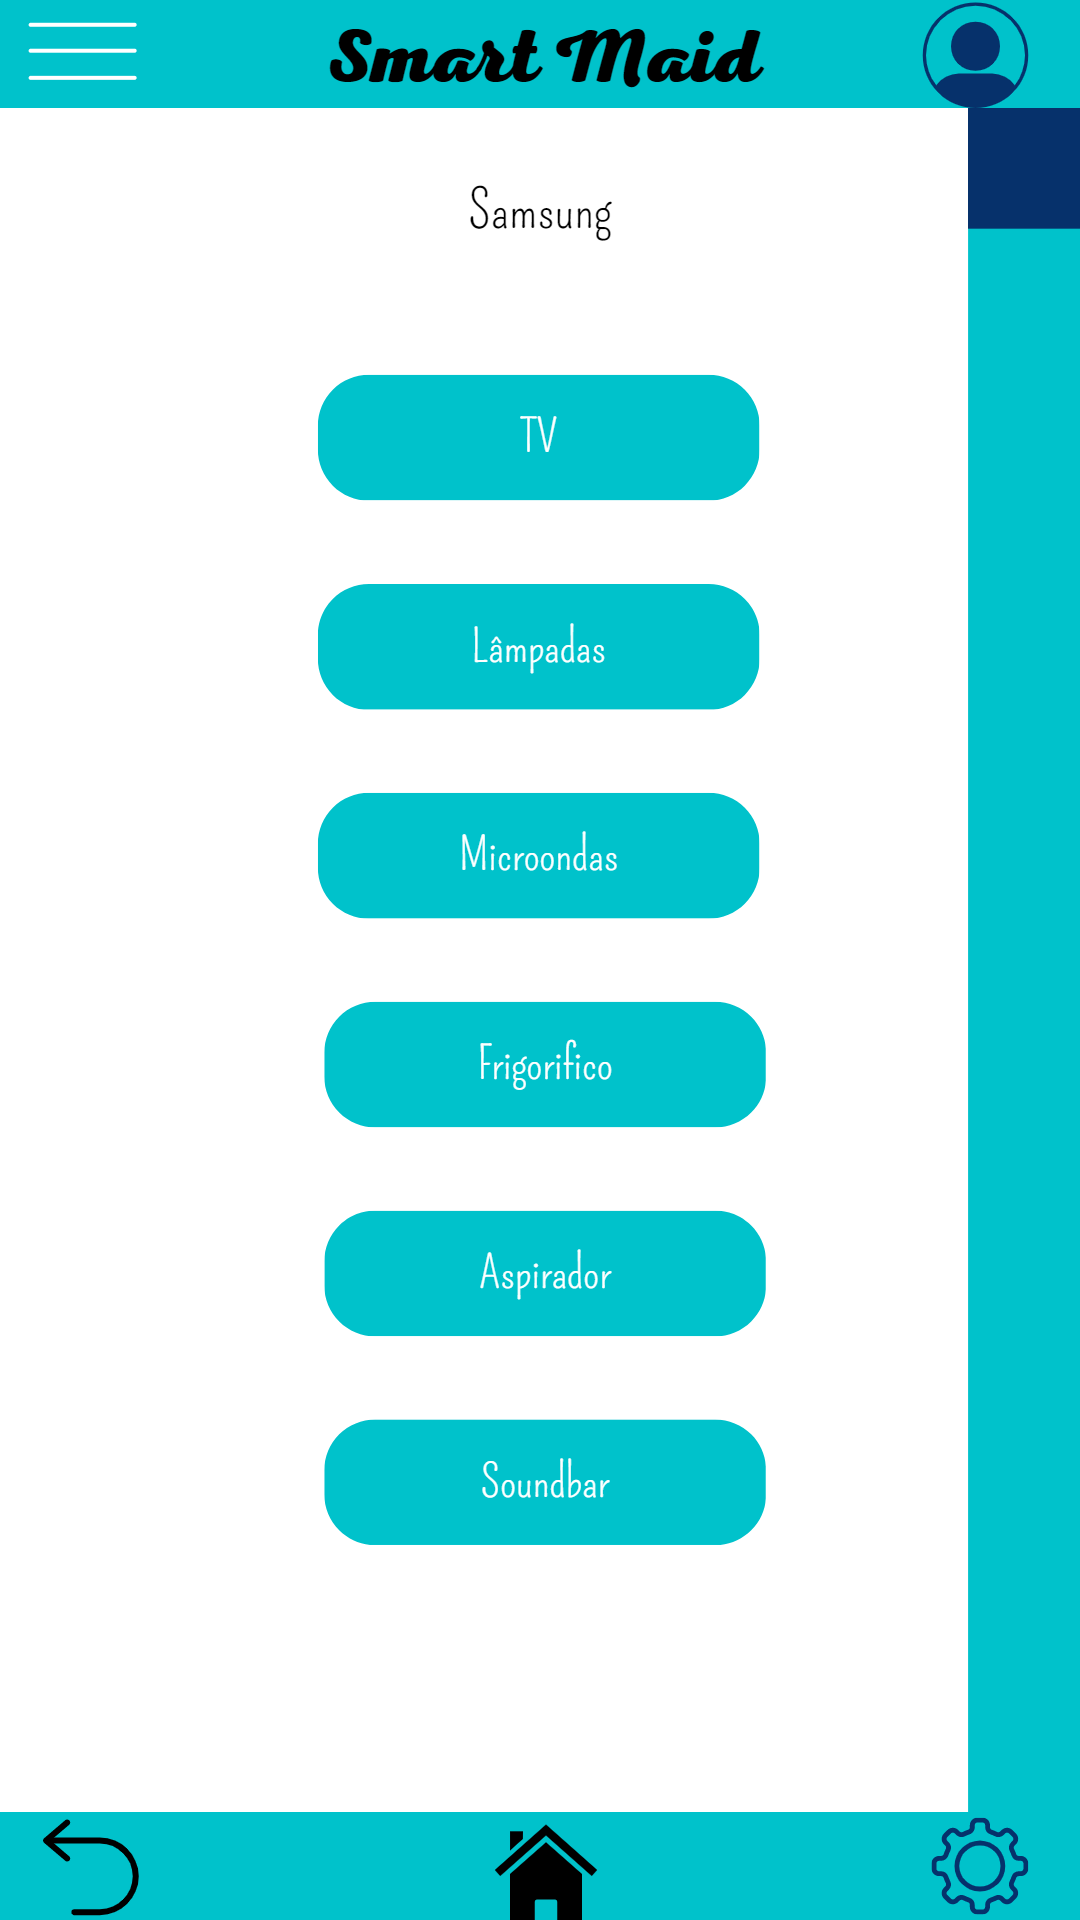 Smart Maid
Samsung
TV
Lâmpadas
Microondas
Frigorifico
Aspirador
Soundbar